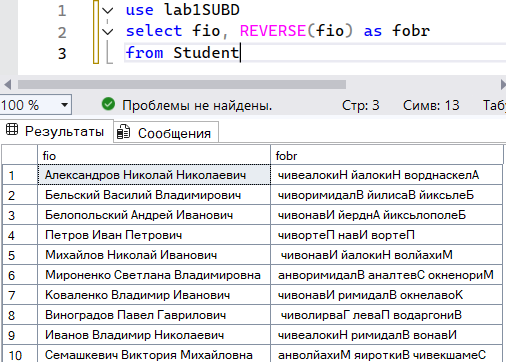 1 use lab1SUBD
2 select fio, REVERSE(fio) as fobr
3 from Student
100 % Проблемы не найдены. Стр: 3 Симв: 13 Табу
Результаты Сообщения
fio fobr
1 Александров Николай Николаевич чивеалокиН йалокиН ворднаскелА
2 Бельский Василий Владимирович чиворимидалВ йилисаВ йиксьлеБ
3 Белопольский Андрей Иванович чивонавИ йерднА йиксьлополеБ
4 Петров Иван Петрович чивортеП навИ вортеП
5 Михайлов Николай Иванович чивонавИ йалокиН волйахиМ
6 Мироненко Светлана Владимировна анворимидалВ аналтевС окненориМ
7 Коваленко Владимир Иванович чивонавИ римидалВ окнелавоК
8 Виноградов Павел Гаврилович чиволирваГ леваП водаргониВ
9 Иванов Владимир Николаевич чивеалокиН римидалВ вонавИ
10 Семашкевич Виктория Михайловна анволйахиМ яироткиВ чивекшамеС